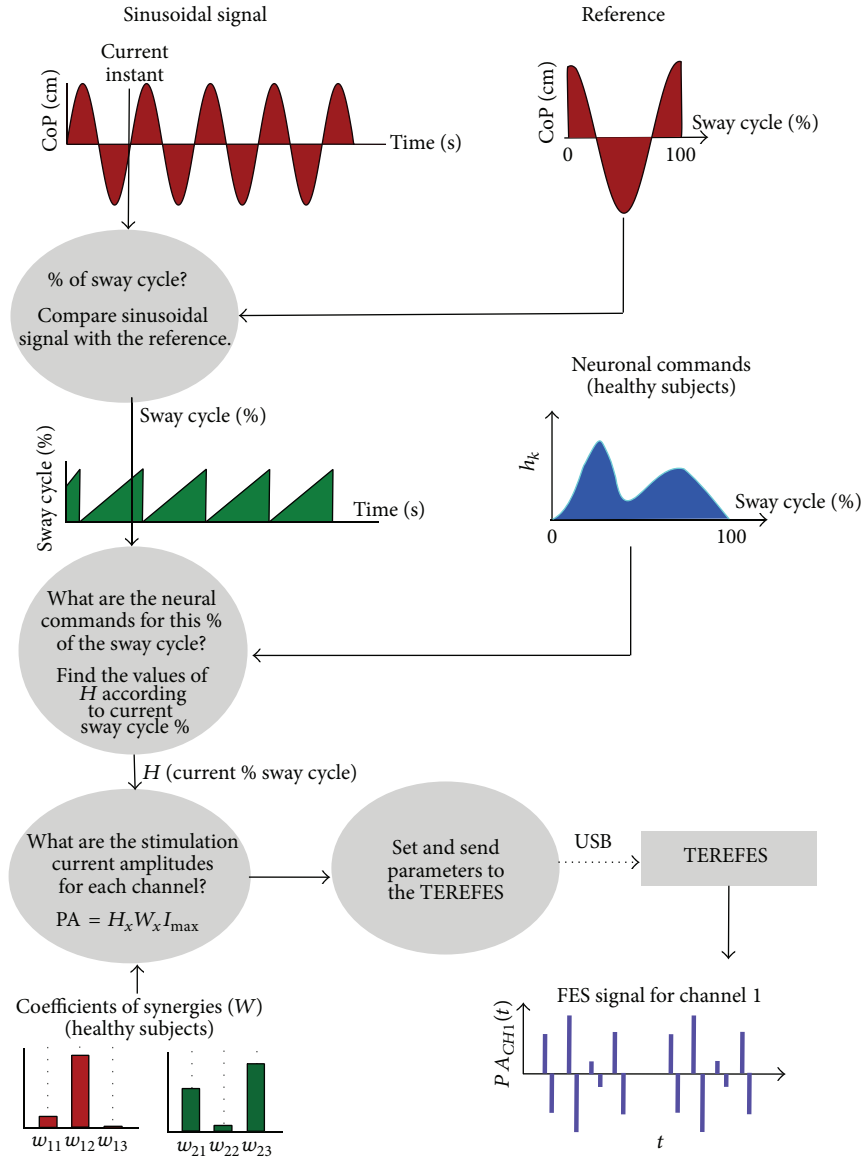 Sinusoidal signal
Reference
Current
instant
CoP (cm)
Time (s)
CoP (cm)
Sway cycle (%)
0
100
% of sway cycle?
Compare sinusoidal
signal with the reference.
Sway cycle (%)
Sway cycle (%)
Time (s)
Neuronal commands
(healthy subjects)
h_k
Sway cycle (%)
0
100
What are the neural
commands for this %
of the sway cycle?
Find the values of
H according
to current
sway cycle %
H (current % sway cycle)
What are the stimulation
current amplitudes
for each channel?
PA = H_x W_x I_max
Set and send
parameters to
the TEREFES
USB
TEREFES
Coefficients of synergies (W)
(healthy subjects)
w_11 w_12 w_13
w_21 w_22 w_23
FES signal for channel 1
P A_CH1(t)
t